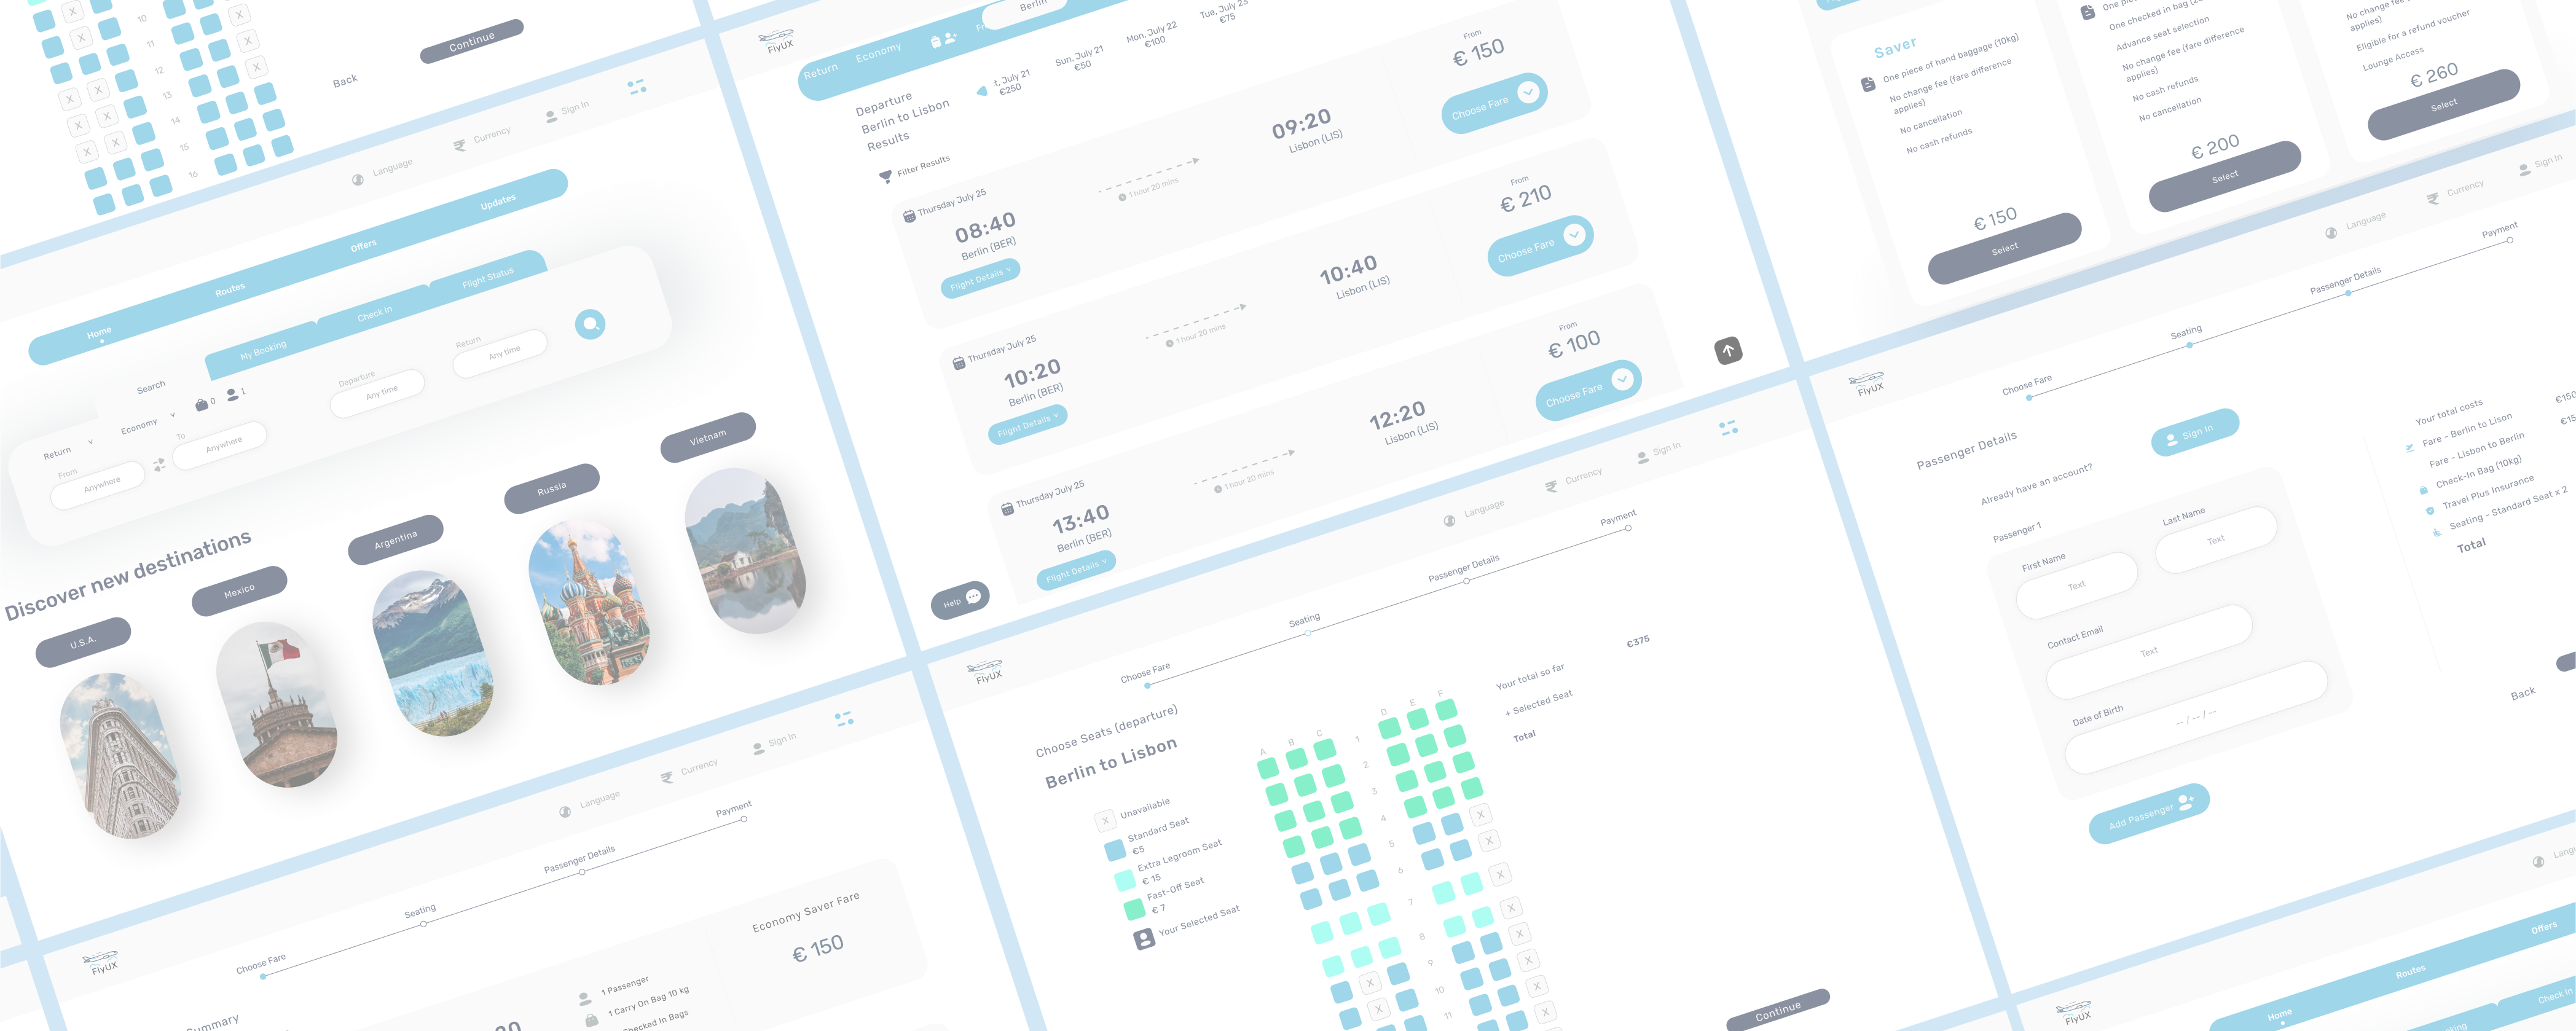 X
10
X
X
11
X
12
X
X
X
13
X
X
14
X
X
15
16
Continue
Back
Language
Currency
Sign In
Home
Routes
Offers
Updates
Search
My Booking
Check In
Flight Status
Return
Economy
0
1
From
Anywhere
To
Anywhere
Departure
Any time
Return
Any time
Discover new destinations
U.S.A.
Mexico
Argentina
Russia
Vietnam
FlyUX
Language
Currency
Sign In
Choose Fare
Seating
Passenger Details
Payment
Summary
1 Passenger
1 Carry On Bag 10 kg
Checked In Bags
Economy Saver Fare
€ 150
FlyUX
Return
Economy
Berlin
Departure
Berlin to Lisbon
Results
t, July 21
€250
Sun, July 21
€50
Mon, July 22
€100
Tue, July 23
€75
Filter Results
Thursday July 25
08:40
Berlin (BER)
Flight Details
1 hour 20 mins
09:20
Lisbon (LIS)
From
€ 150
Choose Fare
Thursday July 25
10:20
Berlin (BER)
Flight Details
1 hour 20 mins
10:40
Lisbon (LIS)
From
€ 210
Choose Fare
Thursday July 25
13:40
Berlin (BER)
Flight Details
1 hour 20 mins
12:20
Lisbon (LIS)
From
€ 100
Choose Fare
Help
FlyUX
Language
Currency
Sign In
Choose Fare
Seating
Passenger Details
Payment
Choose Seats (departure)
Berlin to Lisbon
X
Unavailable
Standard Seat
€5
Extra Legroom Seat
€ 15
Fast-Off Seat
€ 7
Your Selected Seat
A
B
C
D
E
F
1
2
3
4
5
X
6
X
7
X
8
X
9
X
X
10
X
X
11
X
X
Your total so far
€375
+ Selected Seat
Total
Continue
Saver
One piece of hand baggage (10kg)
No change fee (fare difference
applies)
No cancellation
No cash refunds
€ 150
Select
Advance seat selection
No change fee (fare difference
applies)
No cash refunds
No cancellation
€ 200
Select
applies)
Eligible for a refund voucher
Lounge Access
€ 260
Select
FlyUX
Language
Currency
Sign In
Choose Fare
Seating
Passenger Details
Payment
Passenger Details
Already have an account?
Sign In
Passenger 1
First Name
Text
Last Name
Text
Contact Email
Text
Date of Birth
-- / -- / --
Add Passenger
Your total costs
Fare - Berlin to Lison
€150
Fare - Lisbon to Berlin
Check-In Bag (10kg)
Travel Plus Insurance
Seating - Standard Seat x 2
Total
Back
FlyUX
Home
Routes
Offers
Check In